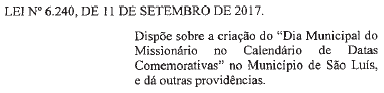 LEI Nº 6.240, DE 11 DE SETEMBRO DE 2017.
Dispõe sobre a criação do “Dia Municipal do
Missionário no Calendário de Datas
Comemorativas” no Município de São Luís,
e dá outras providências.